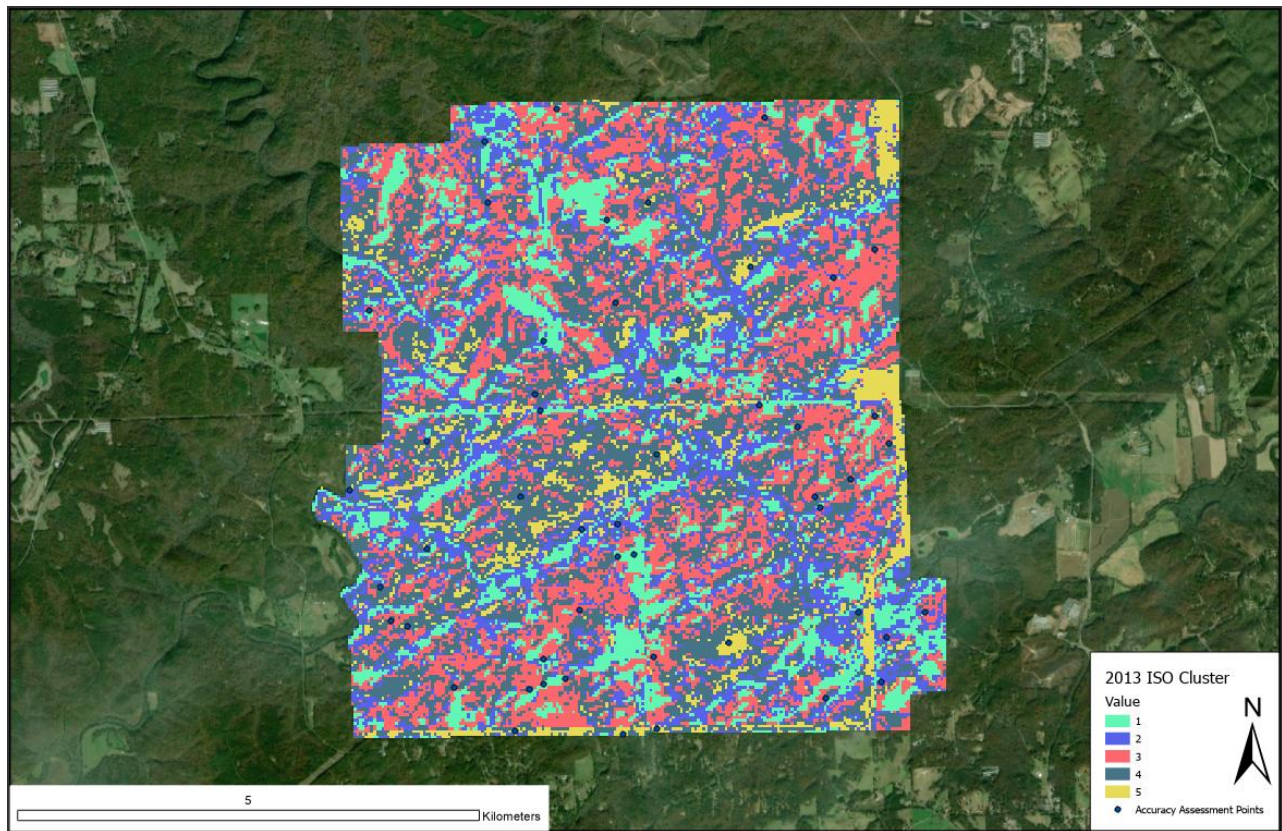 5
Kilometers
2013 ISO Cluster
Value
N
1
2
3
4
5
Accuracy Assessment Points